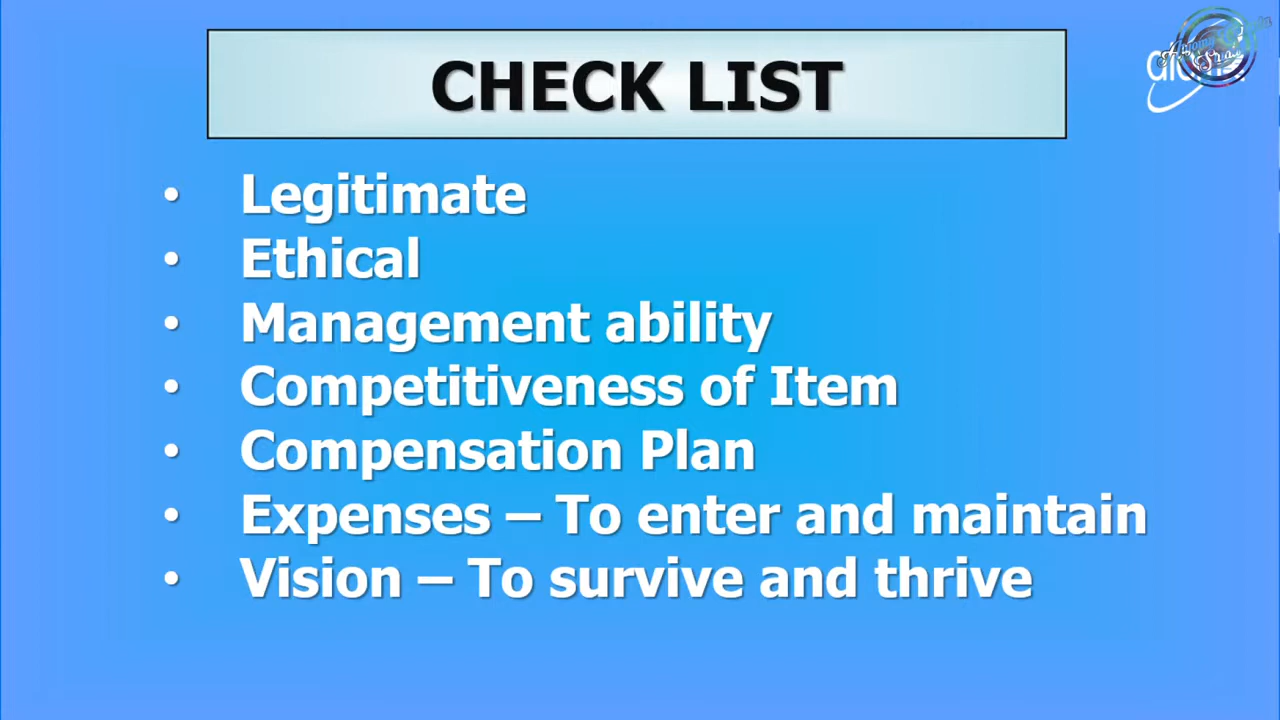 CHECK LIST
• Legitimate
• Ethical
• Management ability
• Competitiveness of Item
• Compensation Plan
• Expenses – To enter and maintain
• Vision – To survive and thrive